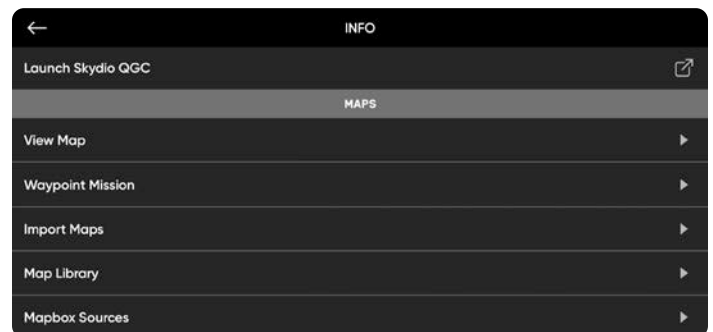 INFO
Launch Skydio QGC
MAPS
View Map
Waypoint Mission
Import Maps
Map Library
Mapbox Sources